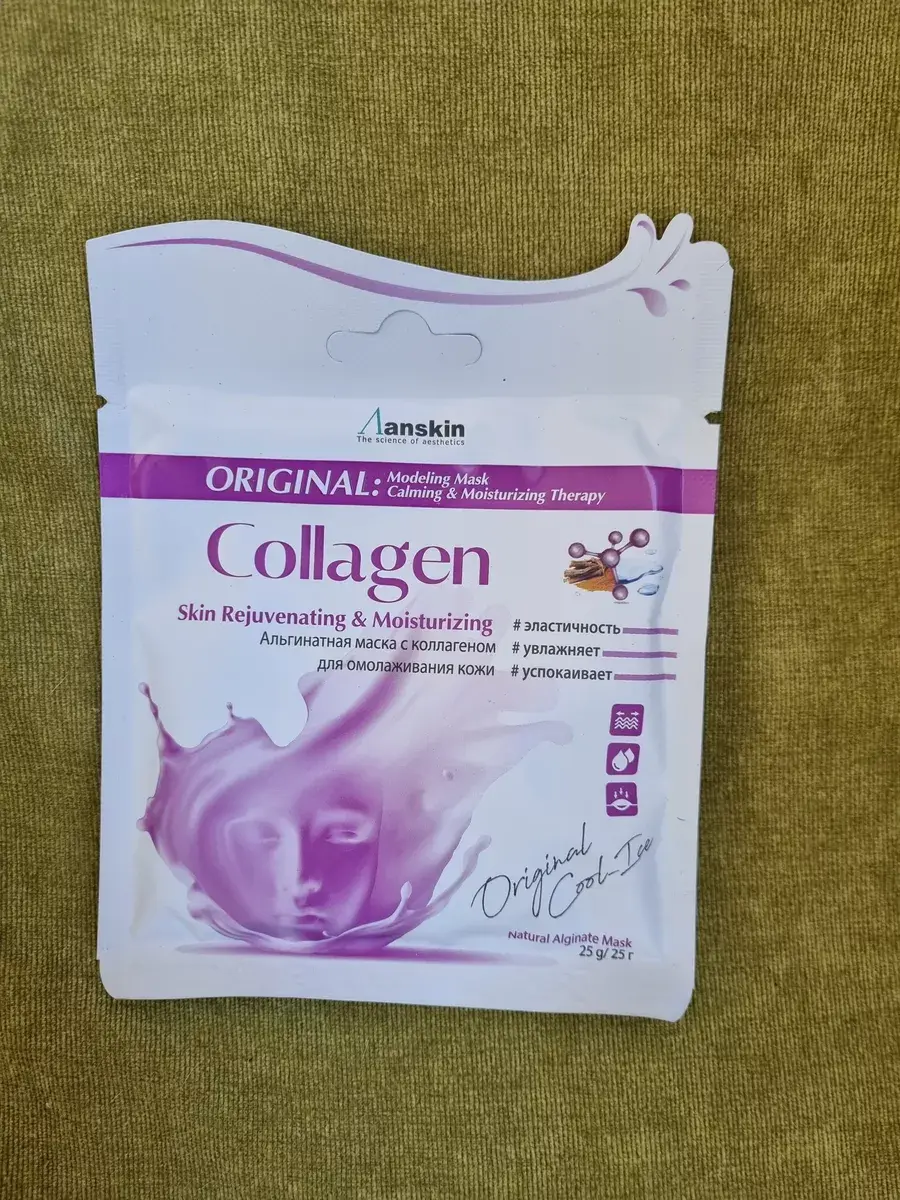 Aanskin
The science of aesthetics
ORIGINAL: Modeling Mask
Calming & Moisturizing Therapy
Collagen
Skin Rejuvenating & Moisturizing
Альгинатная маска с коллагеном
для омолаживания кожи
# эластичность
# увлажняет
# успокаивает
Original
Cool-Ice
Natural Alginate Mask
25 g/ 25 г